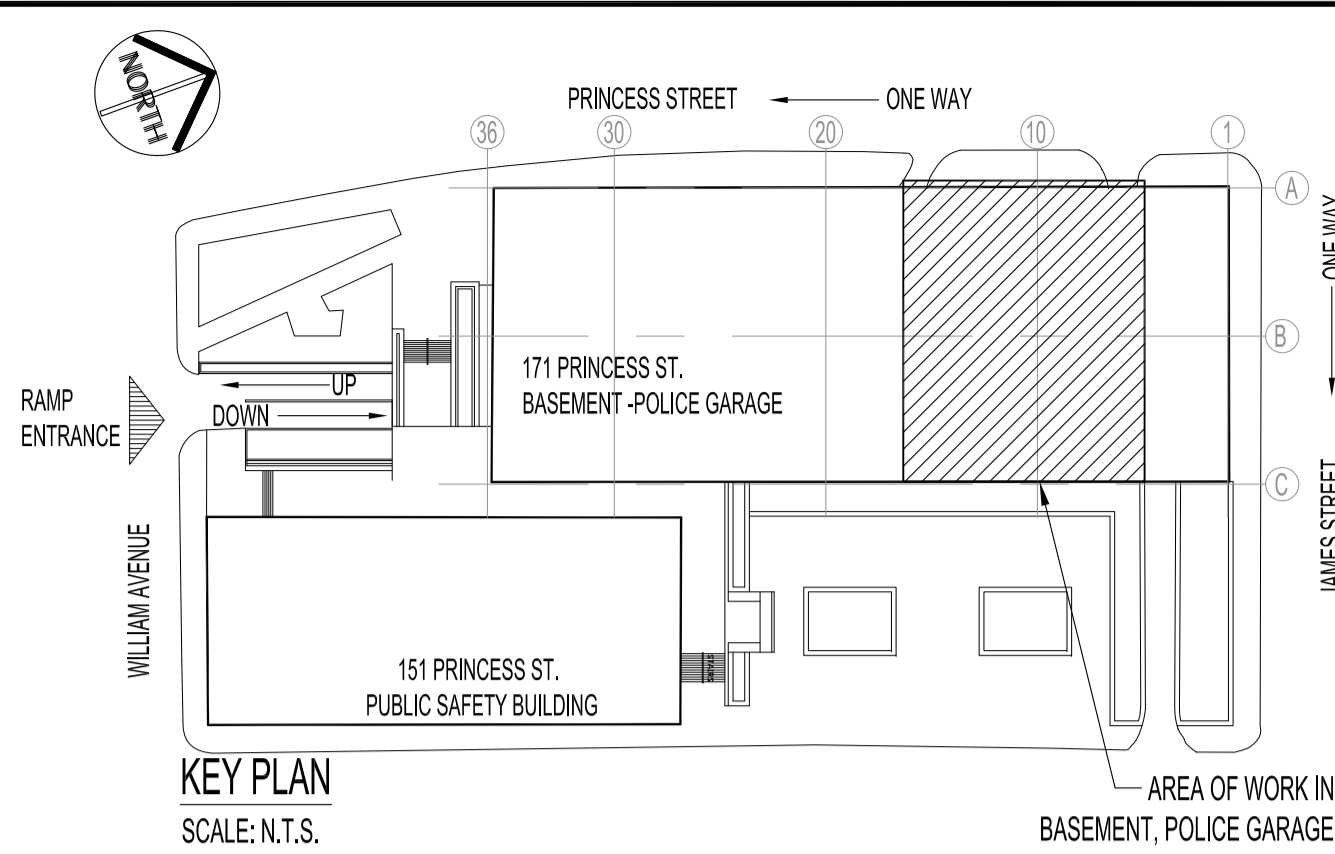 NORTH
PRINCESS STREET
ONE WAY
36
30
20
10
1
A
ONE WAY
B
171 PRINCESS ST.
BASEMENT -POLICE GARAGE
UP
DOWN
RAMP
ENTRANCE
C
JAMES STREET
WILLIAM AVENUE
STAIRS
151 PRINCESS ST.
PUBLIC SAFETY BUILDING
KEY PLAN
SCALE: N.T.S.
AREA OF WORK IN
BASEMENT, POLICE GARAGE